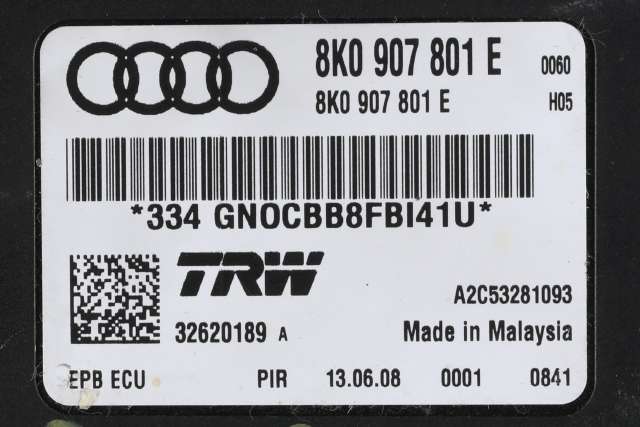 8K0 907 801 E 0060
8K0 907 801 E H05
*334 GN0CBB8FBI41U*
TRW
A2C53281093
32620189 A Made in Malaysia
EPB ECU PIR 13.06.08 0001 0841